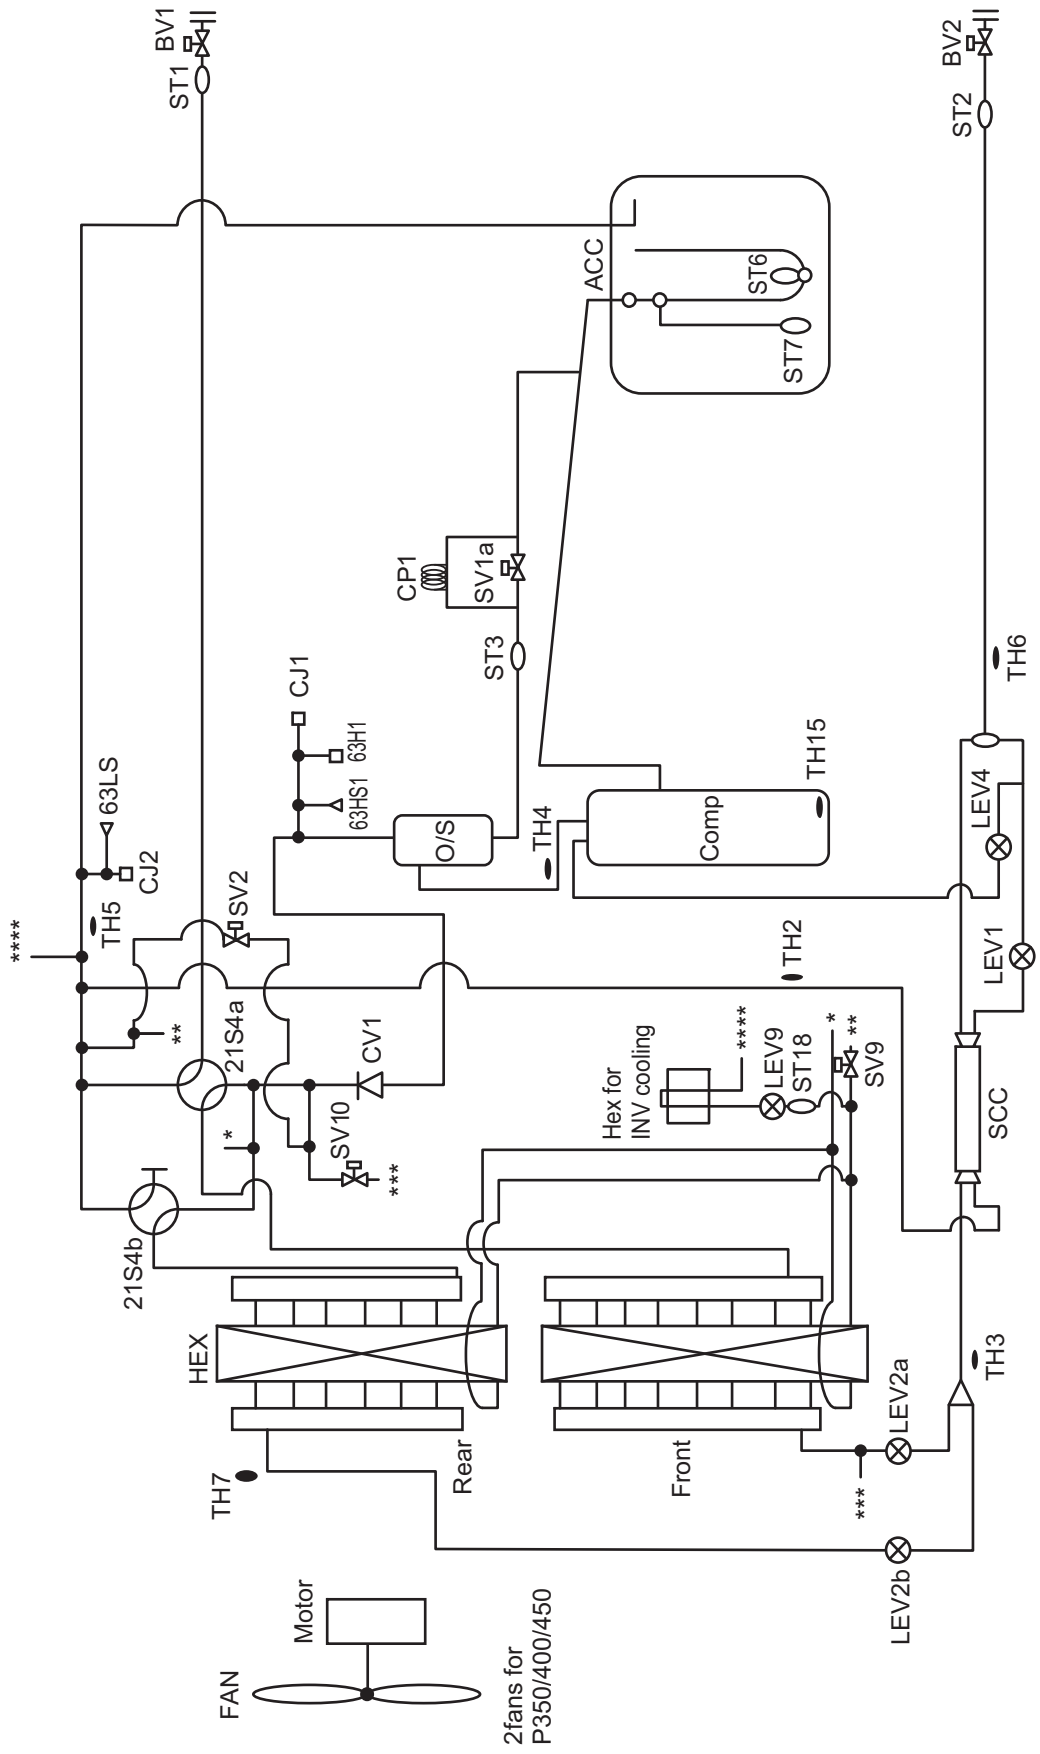 BV1
ST1
BV2
ST2
ACC
ST6
ST7
CP1
SV1a
ST3
CJ1
63H1
63HS1
63LS
CJ2
TH5
****
SV2
**
21S4a
CV1
*
SV10
***
21S4b
O/S
TH4
Comp
TH15
TH6
LEV4
LEV1
TH2
****
Hex for
INV cooling
LEV9
ST18
*
**
SV9
SCC
HEX
Rear
Front
TH7
TH3
LEV2a
***
LEV2b
Motor
FAN
2fans for
P350/400/450